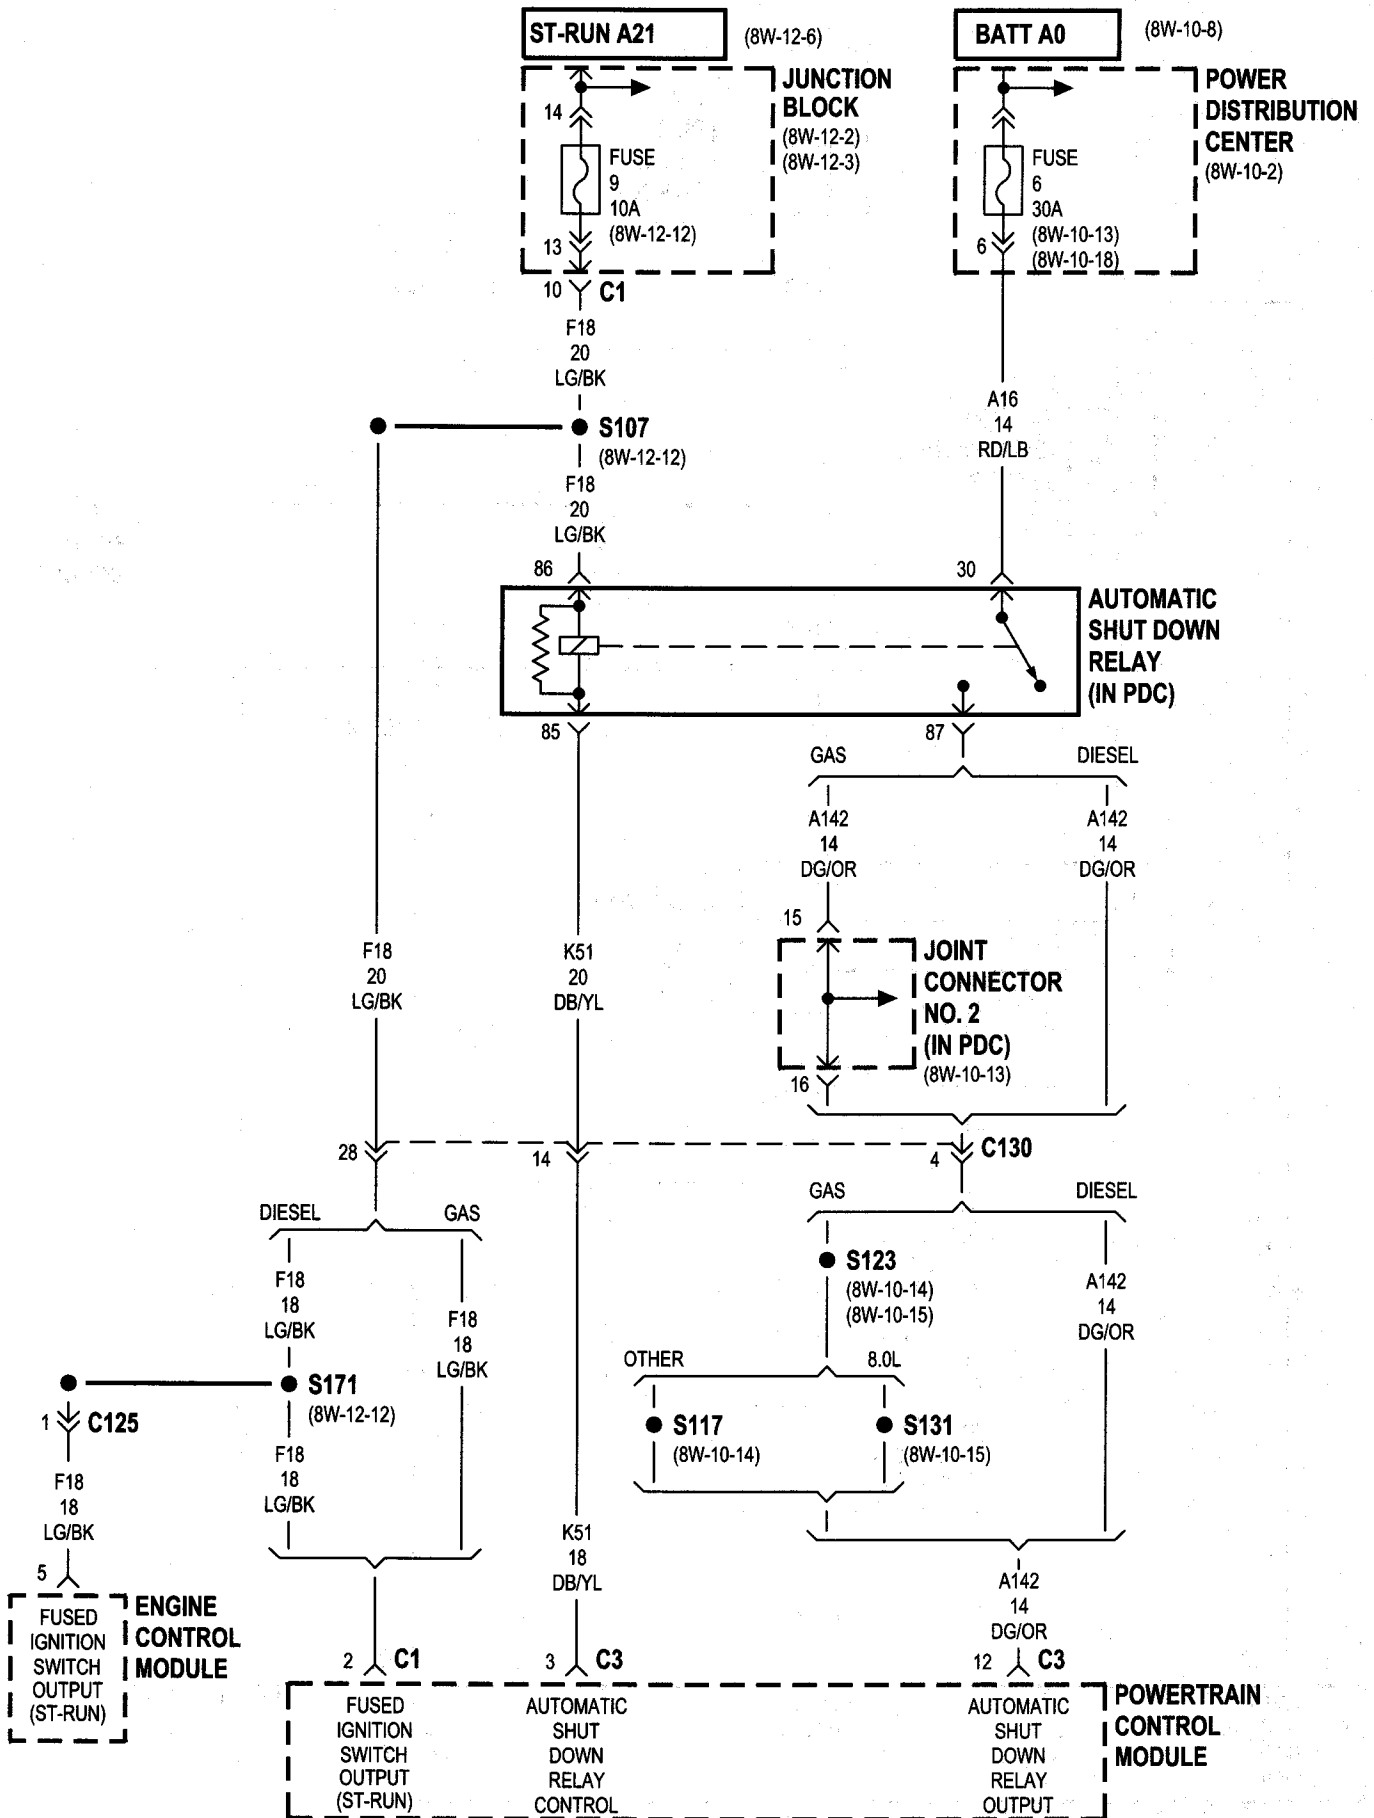 ST-RUN A21
(8W-12-6)
BATT A0
(8W-10-8)
JUNCTION
BLOCK
(8W-12-2)
(8W-12-3)
14
FUSE
9
10A
(8W-12-12)
13
10
C1
POWER
DISTRIBUTION
CENTER
(8W-10-2)
FUSE
6
30A
(8W-10-13)
(8W-10-18)
6
F18
20
LG/BK
S107
(8W-12-12)
F18
20
LG/BK
A16
14
RD/LB
86
30
AUTOMATIC
SHUT DOWN
RELAY
(IN PDC)
85
87
GAS
DIESEL
A142
14
DG/OR
A142
14
DG/OR
15
JOINT
CONNECTOR
NO. 2
(IN PDC)
(8W-10-13)
16
F18
20
LG/BK
K51
20
DB/YL
28
14
4
C130
DIESEL
GAS
GAS
DIESEL
F18
18
LG/BK
F18
18
LG/BK
S123
(8W-10-14)
(8W-10-15)
A142
14
DG/OR
OTHER
8.0L
S171
(8W-12-12)
1
C125
S117
(8W-10-14)
S131
(8W-10-15)
F18
18
LG/BK
F18
18
LG/BK
K51
18
DB/YL
A142
14
DG/OR
5
FUSED
IGNITION
SWITCH
OUTPUT
(ST-RUN)
ENGINE
CONTROL
MODULE
2
C1
3
C3
12
C3
FUSED
IGNITION
SWITCH
OUTPUT
(ST-RUN)
AUTOMATIC
SHUT
DOWN
RELAY
CONTROL
AUTOMATIC
SHUT
DOWN
RELAY
OUTPUT
POWERTRAIN
CONTROL
MODULE